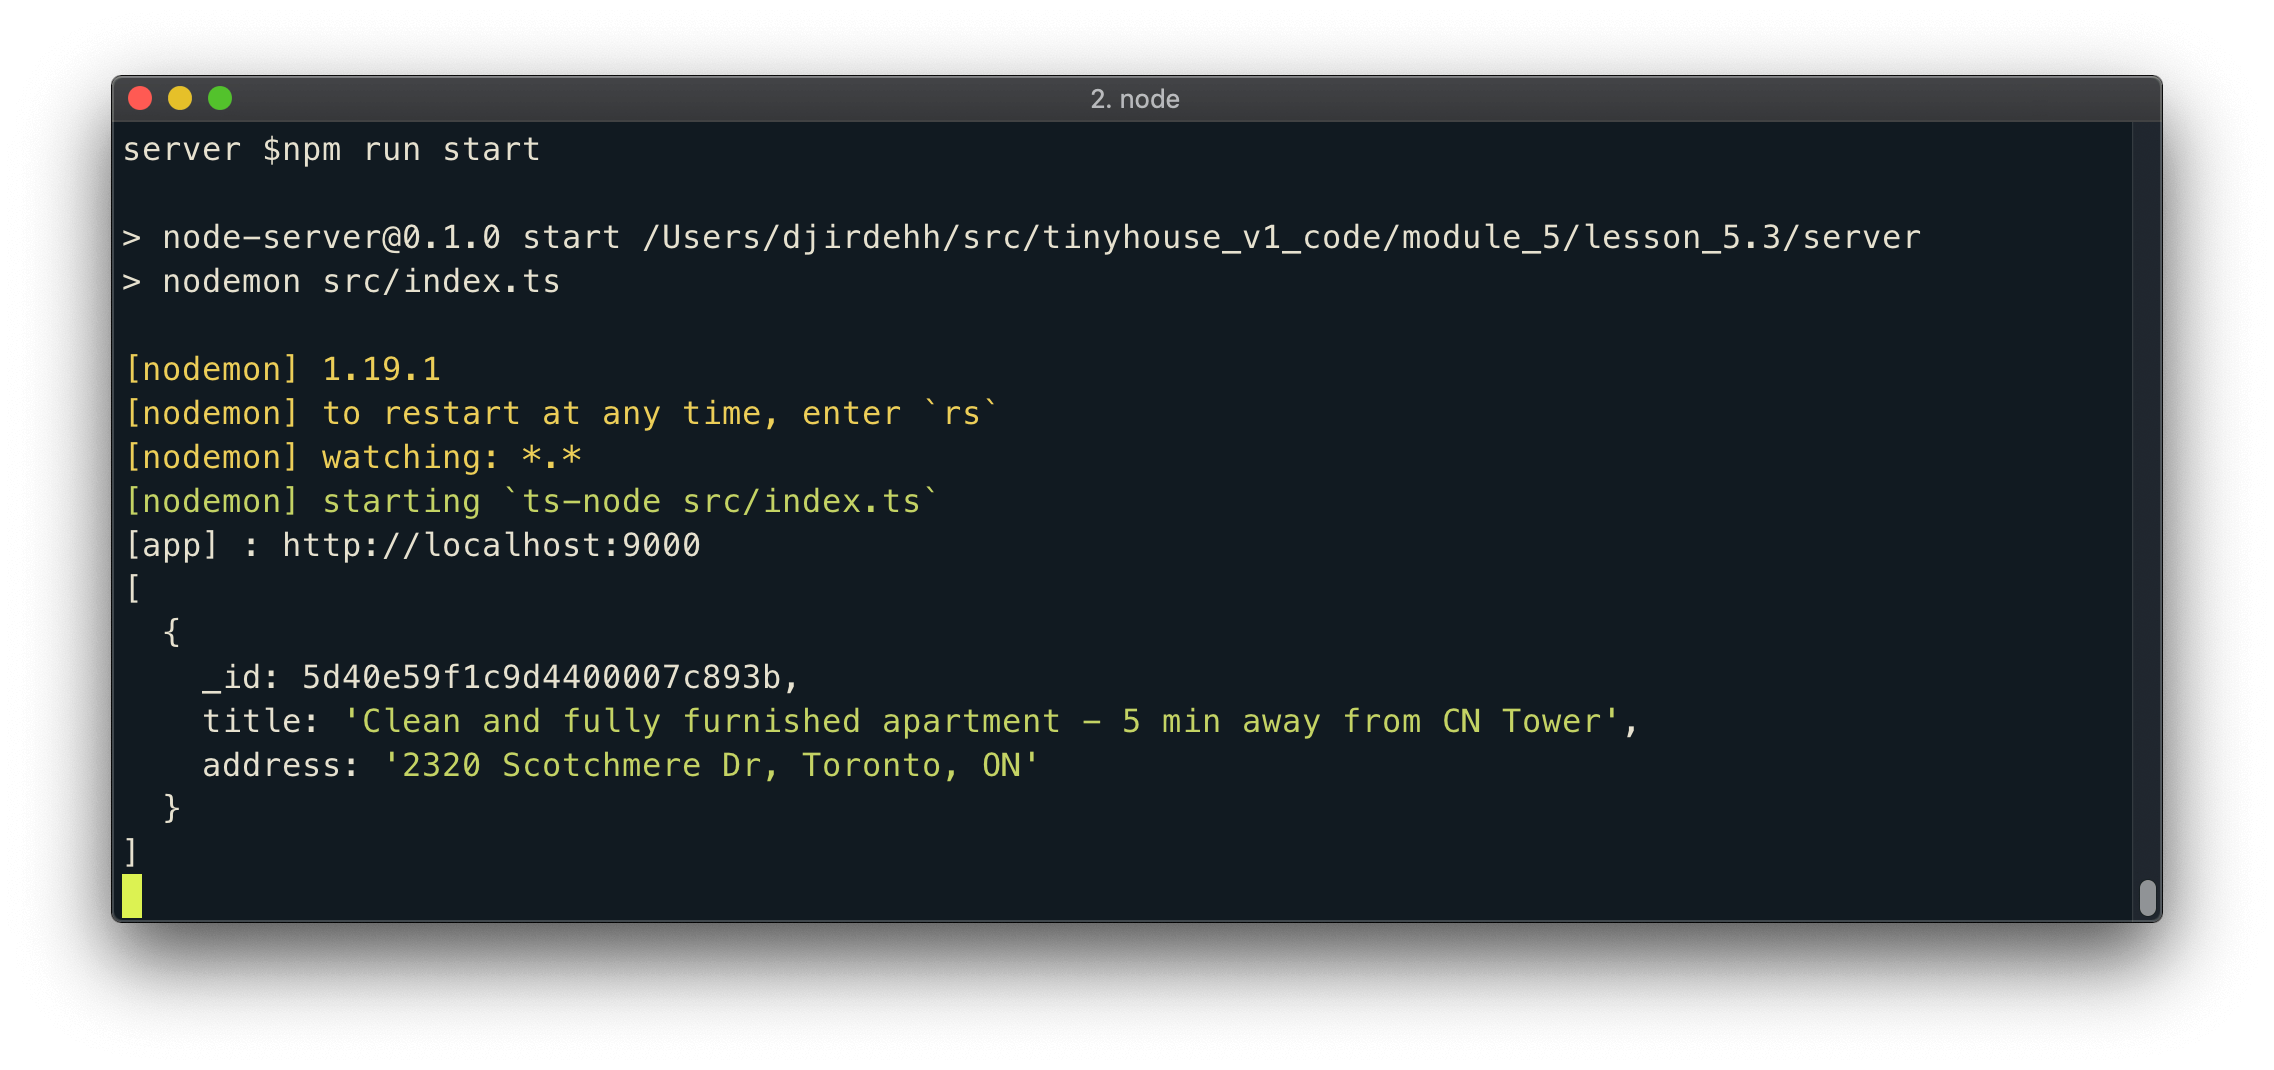 2. node
server $npm run start
> node-server@0.1.0 start /Users/djirdehh/src/tinyhouse_v1_code/module_5/lesson_5.3/server
> nodemon src/index.ts
[nodemon] 1.19.1
[nodemon] to restart at any time, enter `rs`
[nodemon] watching: *.*
[nodemon] starting `ts-node src/index.ts`
[app] : http://localhost:9000
[
  {
    _id: 5d40e59f1c9d4400007c893b,
    title: 'Clean and fully furnished apartment - 5 min away from CN Tower',
    address: '2320 Scotchmere Dr, Toronto, ON'
  }
]